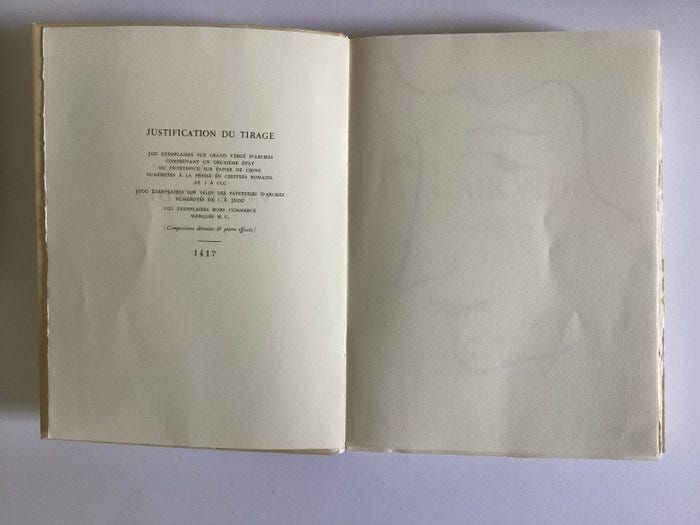 JUSTIFICATION DU TIRAGE
300 EXEMPLAIRES SUR GRAND VERGÉ D'ARCHES
COMPRENANT UN DEUXIÈME ÉTAT
DU FRONTISPICE SUR PAPIER DE CHINE
NUMÉROTÉS A LA PRESSE EN CHIFFRES ROMAINS
DE I A CCC
3000 EXEMPLAIRES SUR VÉLIN DES PAPETERIES D'ARCHES
NUMÉROTÉS DE 1 A 3000
100 EXEMPLAIRES HORS COMMERCE
MARQUÉS H. C.
(Compositions détruites & pierre effacée)
1417